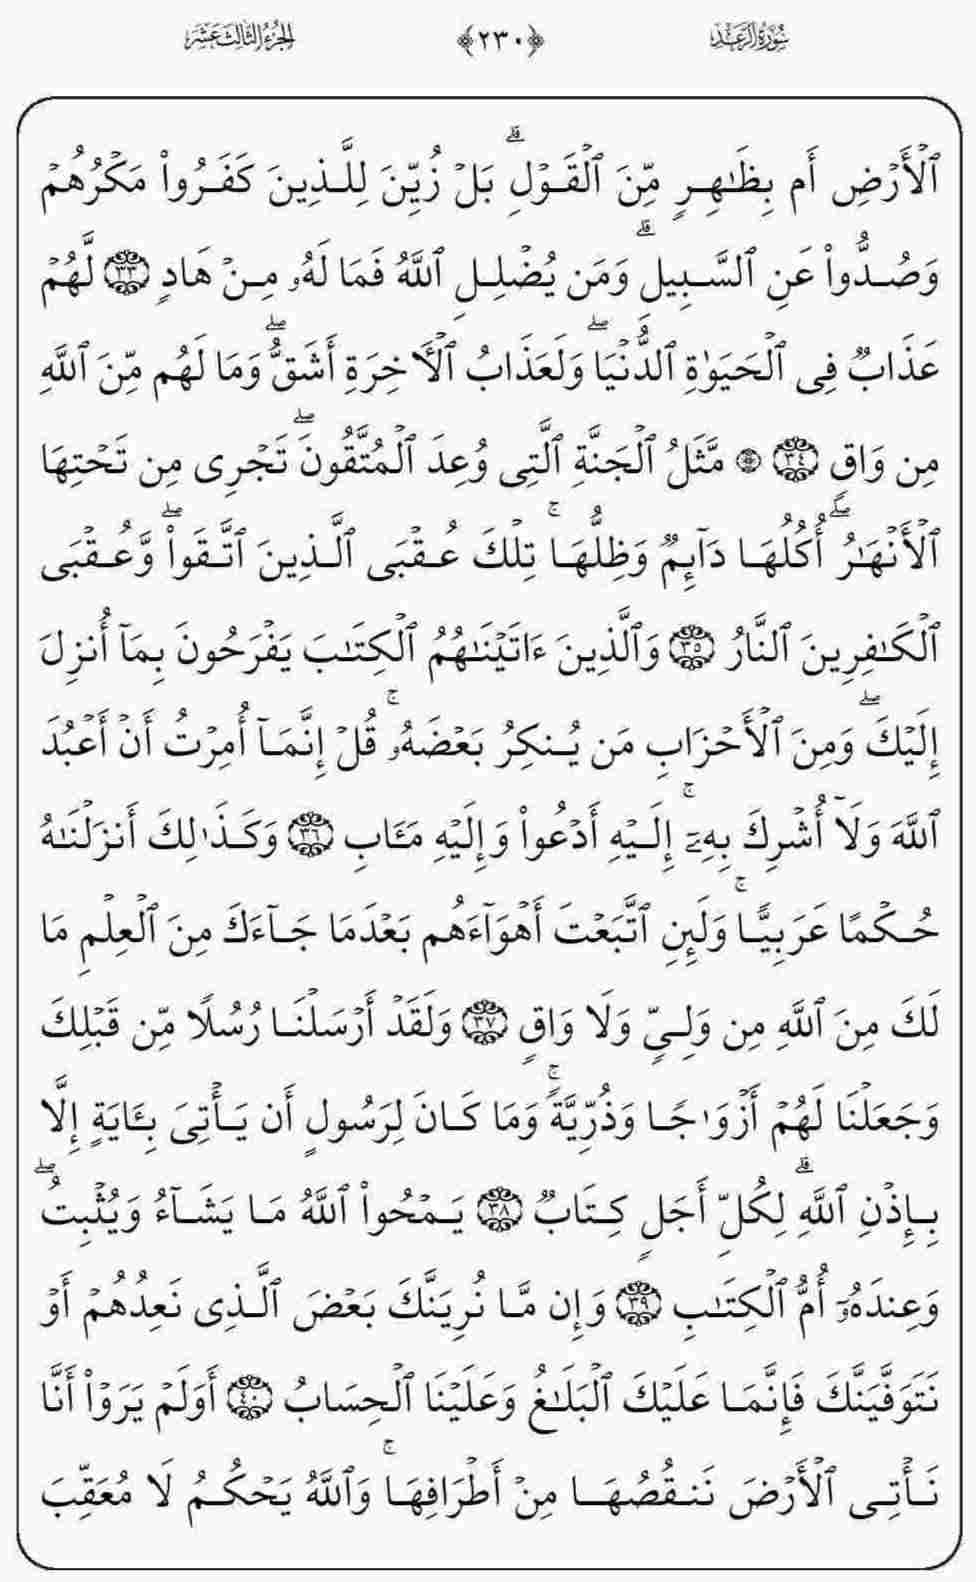 سُورَةُ الرَّعْدِ ﴿٢٣٠﴾ الجُزْءُ الثَّالِثَ عَشَرَ
ٱلْأَرْضِ أَم بِظَٰهِرٍ مِّنَ ٱلْقَوْلِ ۗ بَلْ زُيِّنَ لِلَّذِينَ كَفَرُوا۟ مَكْرُهُمْ
وَصُدُّوا۟ عَنِ ٱلسَّبِيلِ ۗ وَمَن يُضْلِلِ ٱللَّهُ فَمَا لَهُۥ مِنْ هَادٍ ﴿٣٣﴾ لَّهُمْ
عَذَابٌ فِى ٱلْحَيَوٰةِ ٱلدُّنْيَا ۖ وَلَعَذَابُ ٱلْـَٔاخِرَةِ أَشَقُّ ۖ وَمَا لَهُم مِّنَ ٱللَّهِ
مِن وَاقٍ ﴿٣٤﴾ ۞ مَّثَلُ ٱلْجَنَّةِ ٱلَّتِى وُعِدَ ٱلْمُتَّقُونَ ۖ تَجْرِى مِن تَحْتِهَا
ٱلْأَنْهَٰرُ ۖ أُكُلُهَا دَآئِمٌ وَظِلُّهَا ۚ تِلْكَ عُقْبَى ٱلَّذِينَ ٱتَّقَوا۟ ۖ وَّعُقْبَى
ٱلْكَٰفِرِينَ ٱلنَّارُ ﴿٣٥﴾ وَٱلَّذِينَ ءَاتَيْنَٰهُمُ ٱلْكِتَٰبَ يَفْرَحُونَ بِمَآ أُنزِلَ
إِلَيْكَ ۖ وَمِنَ ٱلْأَحْزَابِ مَن يُنكِرُ بَعْضَهُۥ ۚ قُلْ إِنَّمَآ أُمِرْتُ أَنْ أَعْبُدَ
ٱللَّهَ وَلَآ أُشْرِكَ بِهِۦٓ ۚ إِلَيْهِ أَدْعُوا۟ وَإِلَيْهِ مَـَٔابِ ﴿٣٦﴾ وَكَذَٰلِكَ أَنزَلْنَٰهُ
حُكْمًا عَرَبِيًّا ۚ وَلَئِنِ ٱتَّبَعْتَ أَهْوَآءَهُم بَعْدَمَا جَآءَكَ مِنَ ٱلْعِلْمِ مَا
لَكَ مِنَ ٱللَّهِ مِن وَلِىٍّ وَلَا وَاقٍ ﴿٣٧﴾ وَلَقَدْ أَرْسَلْنَا رُسُلًا مِّن قَبْلِكَ
وَجَعَلْنَا لَهُمْ أَزْوَٰجًا وَذُرِّيَّةً ۚ وَمَا كَانَ لِرَسُولٍ أَن يَأْتِىَ بِـَٔايَةٍ إِلَّا
بِإِذْنِ ٱللَّهِ ۗ لِكُلِّ أَجَلٍ كِتَابٌ ﴿٣٨﴾ يَمْحُوا۟ ٱللَّهُ مَا يَشَآءُ وَيُثْبِتُ ۖ
وَعِندَهُۥٓ أُمُّ ٱلْكِتَٰبِ ﴿٣٩﴾ وَإِن مَّا نُرِيَنَّكَ بَعْضَ ٱلَّذِى نَعِدُهُمْ أَوْ
نَتَوَفَّيَنَّكَ فَإِنَّمَا عَلَيْكَ ٱلْبَلَٰغُ وَعَلَيْنَا ٱلْحِسَابُ ﴿٤٠﴾ أَوَلَمْ يَرَوْا۟ أَنَّا
نَأْتِى ٱلْأَرْضَ نَنقُصُهَا مِنْ أَطْرَافِهَا ۚ وَٱللَّهُ يَحْكُمُ لَا مُعَقِّبَ